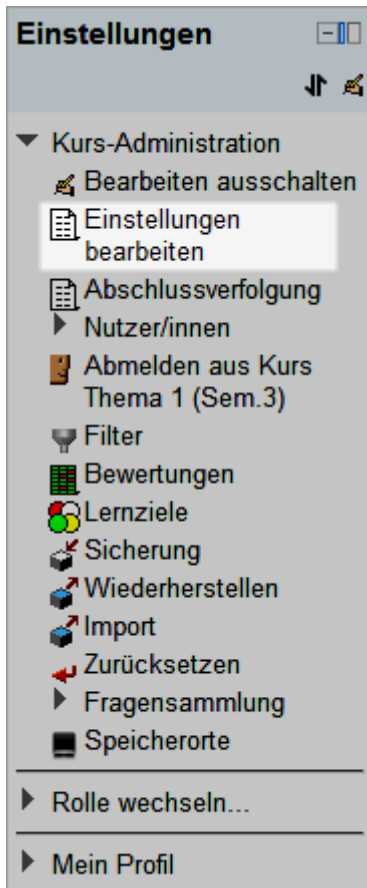 Einstellungen
Kurs-Administration
Bearbeiten ausschalten
Einstellungen
bearbeiten
Abschlussverfolgung
Nutzer/innen
Abmelden aus Kurs
Thema 1 (Sem.3)
Filter
Bewertungen
Lernziele
Sicherung
Wiederherstellen
Import
Zurücksetzen
Fragensammlung
Speicherorte
Rolle wechseln...
Mein Profil